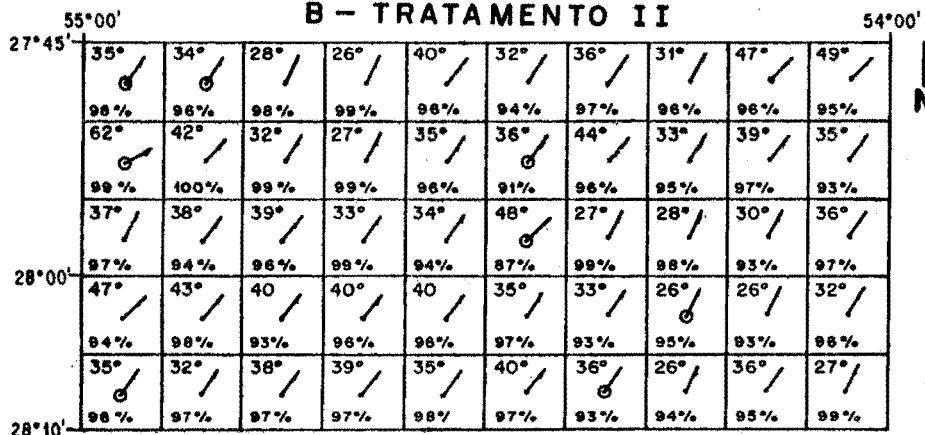 B – TRATAMENTO II
55°00' 54°00'
27°45'
35° 34° 28° 26° 40° 32° 36° 31° 47° 49°
98% 96% 98% 99% 96% 94% 97% 96% 96% 95%
62° 42° 32° 27° 35° 36° 44° 33° 39° 35°
99% 100% 99% 99% 96% 91% 96% 95% 97% 93%
37° 38° 39° 33° 34° 48° 27° 28° 30° 36°
97% 94% 96% 99% 94% 87% 99% 98% 93% 97%
28°00'
47° 43° 40 40° 40 35° 33° 26° 26° 32°
94% 98% 93% 96% 98% 97% 93% 95% 93% 96%
35° 32° 38° 39° 35° 40° 36° 26° 36° 27°
98% 97% 97% 97% 98/ 97% 93% 94% 95% 99%
28°10'